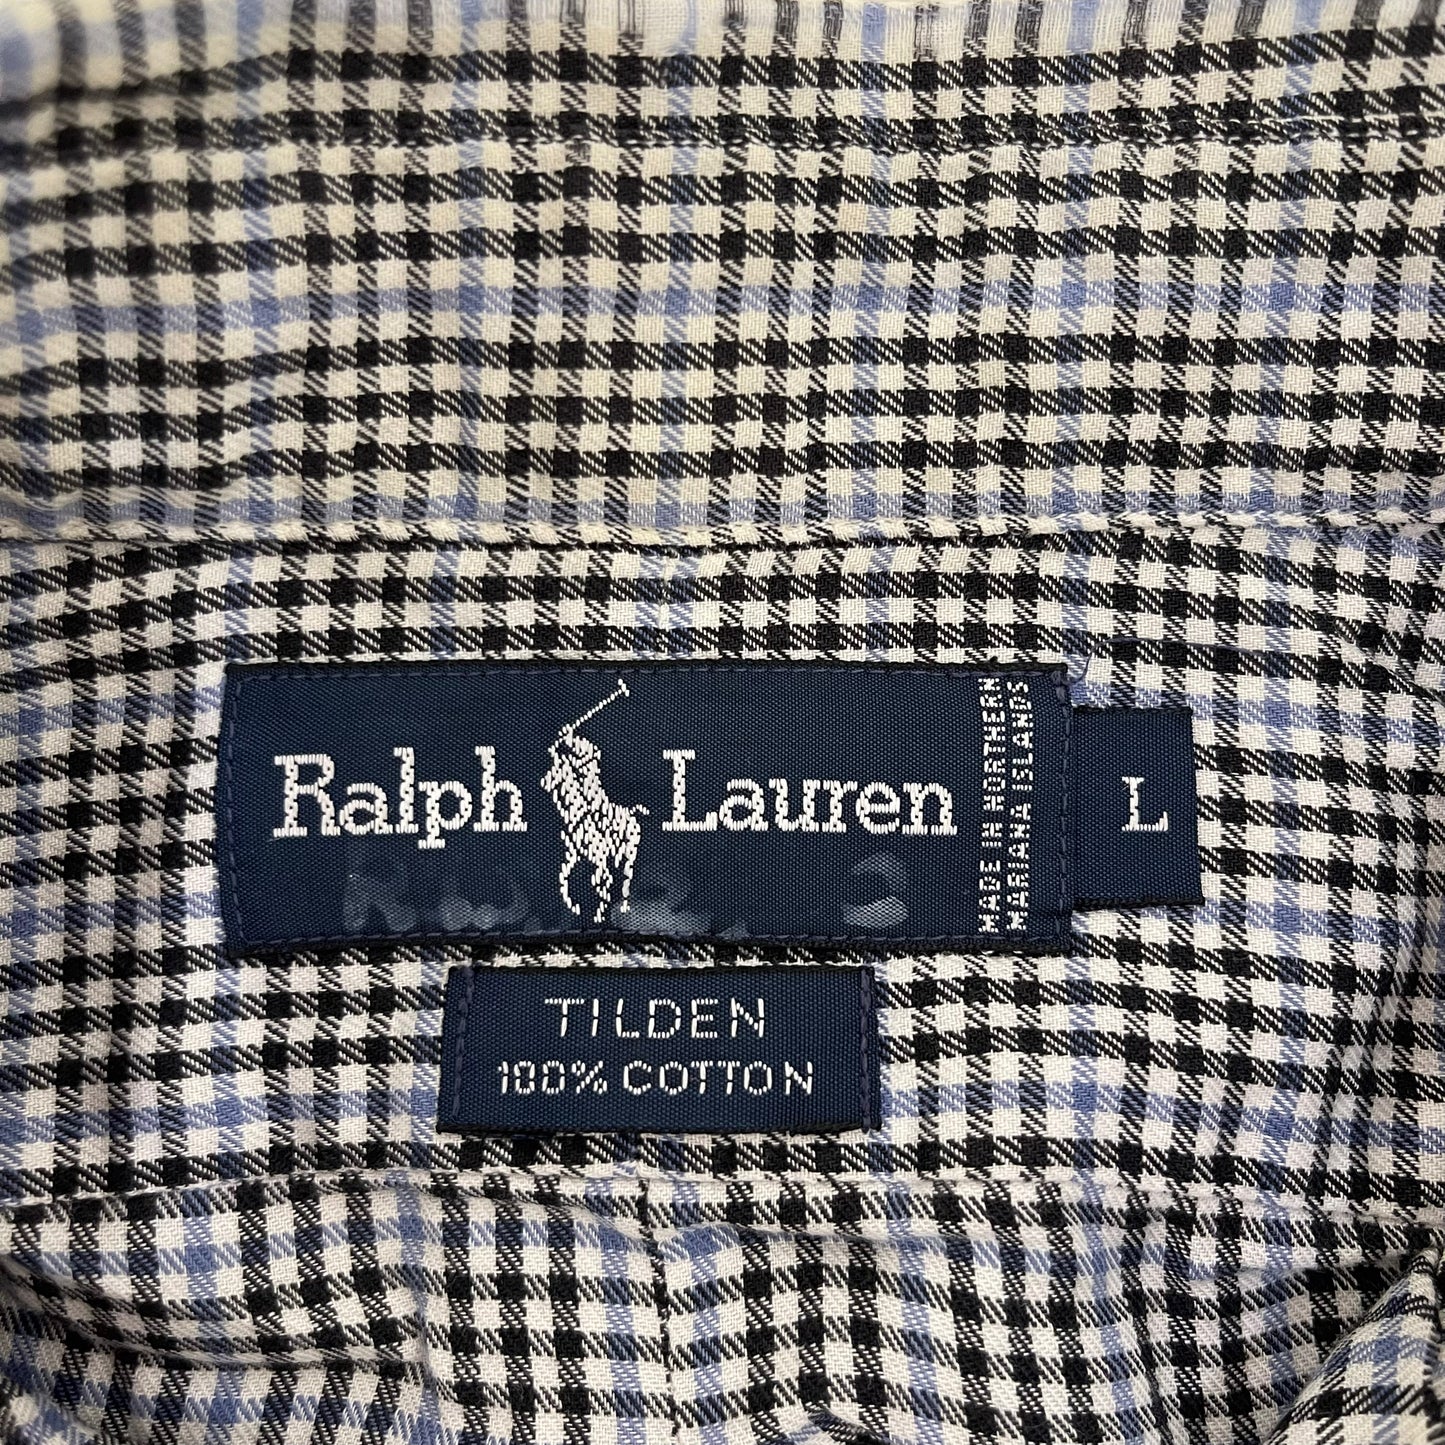 Ralph Lauren
MADE IN NORTHERN
MARIANA ISLANDS
L
TILDEN
100% COTTON